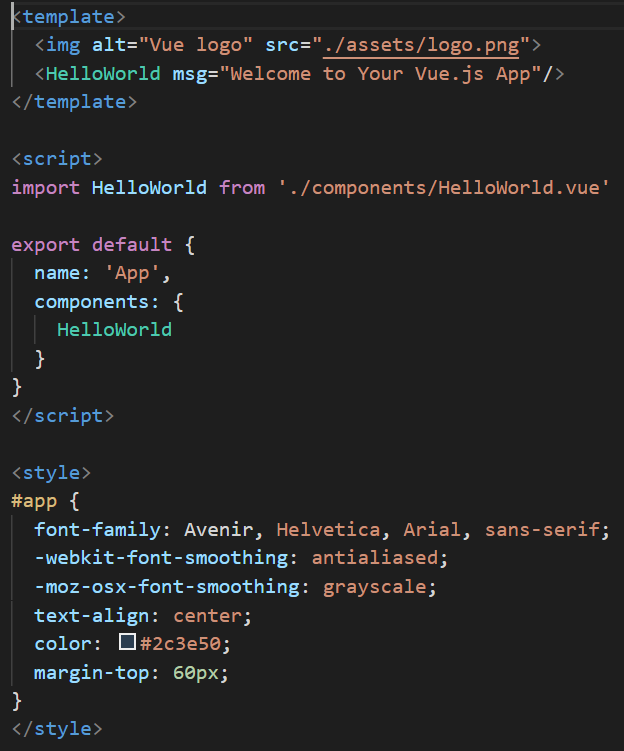 <template>
  <img alt="Vue logo" src="./assets/logo.png">
  <HelloWorld msg="Welcome to Your Vue.js App"/>
</template>

<script>
import HelloWorld from './components/HelloWorld.vue'

export default {
  name: 'App',
  components: {
    HelloWorld
  }
}
</script>

<style>
#app {
  font-family: Avenir, Helvetica, Arial, sans-serif;
  -webkit-font-smoothing: antialiased;
  -moz-osx-font-smoothing: grayscale;
  text-align: center;
  color: #2c3e50;
  margin-top: 60px;
}
</style>